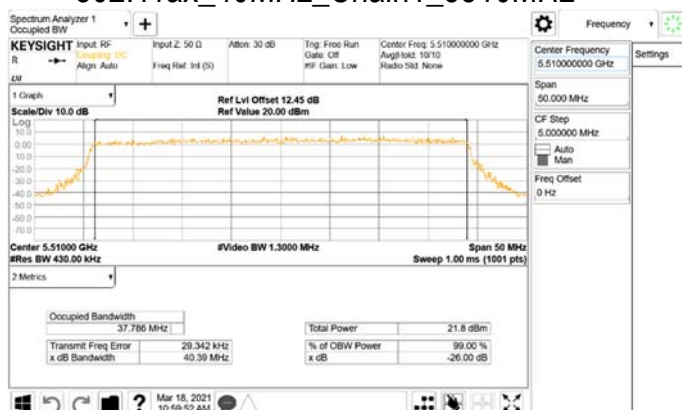 Spectrum Analyzer 1
Occupied BW
Frequency
Settings
KEYSIGHT
R
Input: RF
Coupling: DC
Align: Auto
Input Z: 50 Ω
Freq Ref: Int (S)
Atten: 30 dB
Trig: Free Run
Gate: Off
#IF Gain: Low
Center Freq: 5.510000000 GHz
Avg|Hold: 10/10
Radio Std: None
Center Frequency
5.510000000 GHz
Span
50.000 MHz
CF Step
5.000000 MHz
Auto
Man
Freq Offset
0 Hz
1 Graph
Scale/Div 10.0 dB
Ref Lvl Offset 12.45 dB
Ref Value 20.00 dBm
Log
10.0
0.00
-10.0
-20.0
-30.0
-40.0
-50.0
-60.0
-70.0
Center 5.51000 GHz
#Video BW 1.3000 MHz
Span 50 MHz
#Res BW 430.00 kHz
Sweep 1.00 ms (1001 pts)
2 Metrics
Occupied Bandwidth
37.786 MHz
Total Power
21.8 dBm
Transmit Freq Error
29.342 kHz
% of OBW Power
99.00 %
x dB Bandwidth
40.39 MHz
x dB
-26.00 dB
Mar 18, 2021
10:59:52 AM